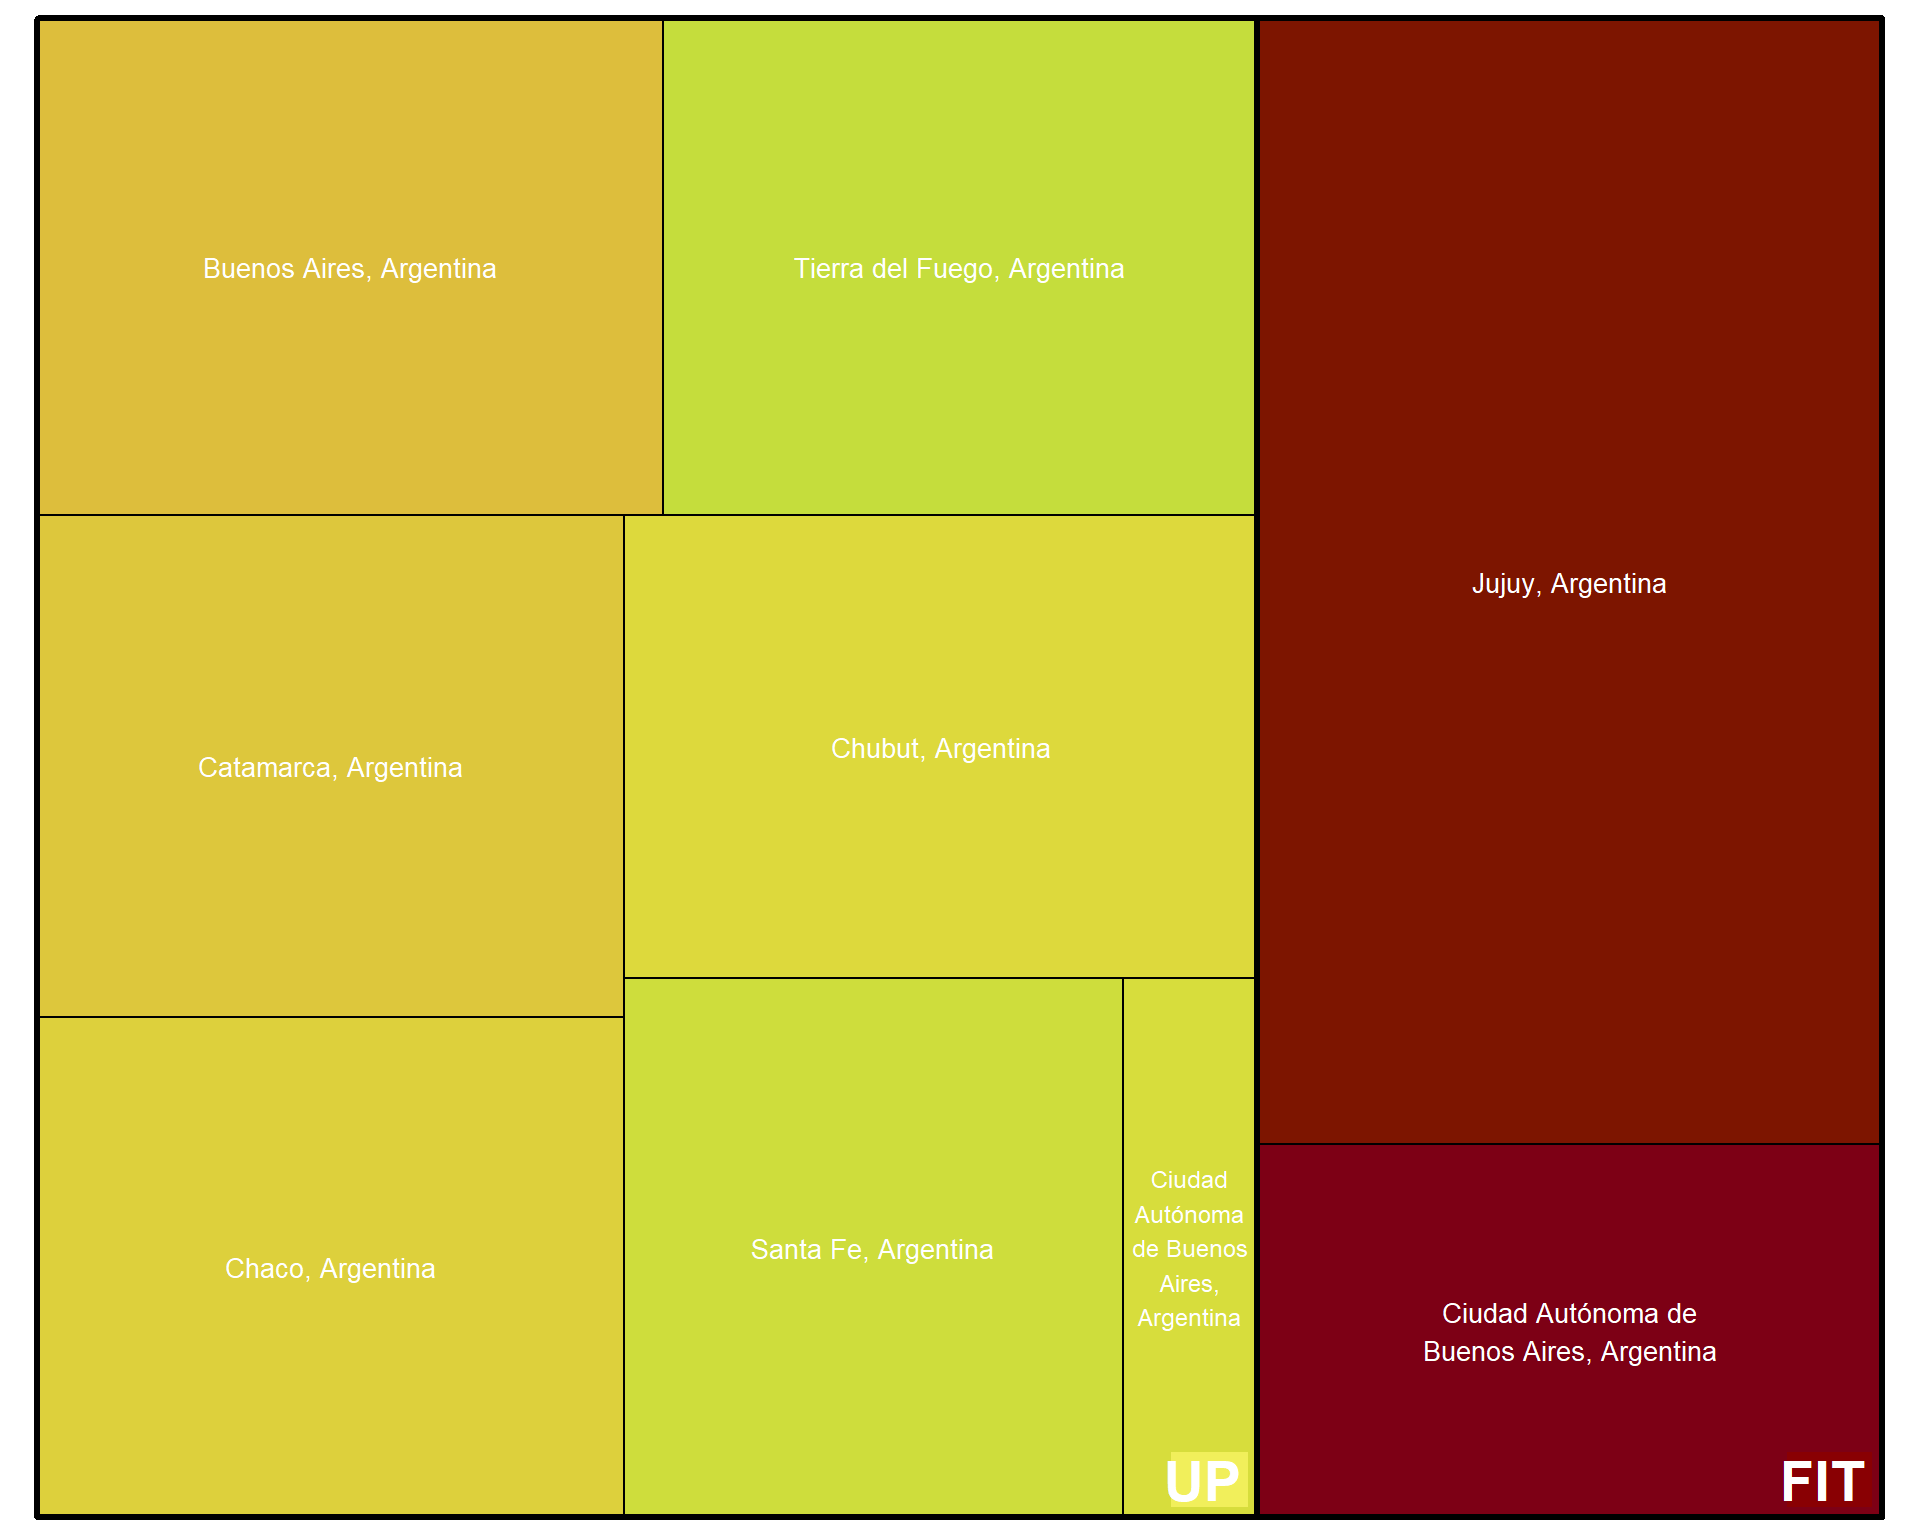 Buenos Aires, Argentina
Tierra del Fuego, Argentina
Jujuy, Argentina
Catamarca, Argentina
Chubut, Argentina
Chaco, Argentina
Santa Fe, Argentina
Ciudad
Autónoma
de Buenos
Aires,
Argentina
Ciudad Autónoma de
Buenos Aires, Argentina
UP
FIT